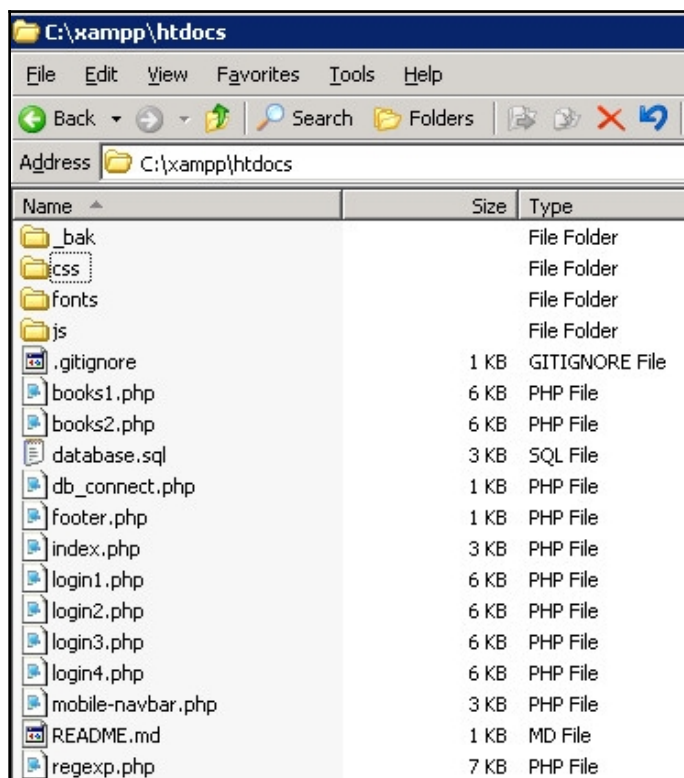 C:\xampp\htdocs
File Edit View Favorites Tools Help
Back Search Folders
Address C:\xampp\htdocs
Name Size Type
_bak File Folder
css File Folder
fonts File Folder
js File Folder
.gitignore 1 KB GITIGNORE File
books1.php 6 KB PHP File
books2.php 6 KB PHP File
database.sql 3 KB SQL File
db_connect.php 1 KB PHP File
footer.php 1 KB PHP File
index.php 3 KB PHP File
login1.php 6 KB PHP File
login2.php 6 KB PHP File
login3.php 6 KB PHP File
login4.php 6 KB PHP File
mobile-navbar.php 3 KB PHP File
README.md 1 KB MD File
regexp.php 7 KB PHP File